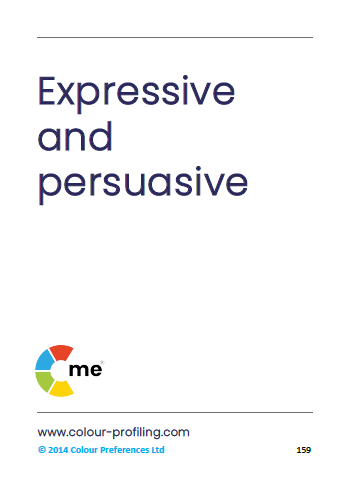 Expressive
and
persuasive
me®
www.colour-profiling.com
© 2014 Colour Preferences Ltd 159